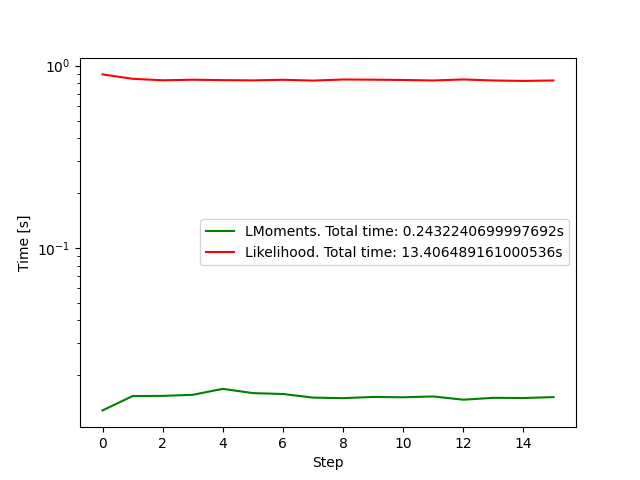 10⁰
10⁻¹
Time [s]
LMoments. Total time: 0.2432240699997692s
Likelihood. Total time: 13.406489161000536s
0 2 4 6 8 10 12 14
Step